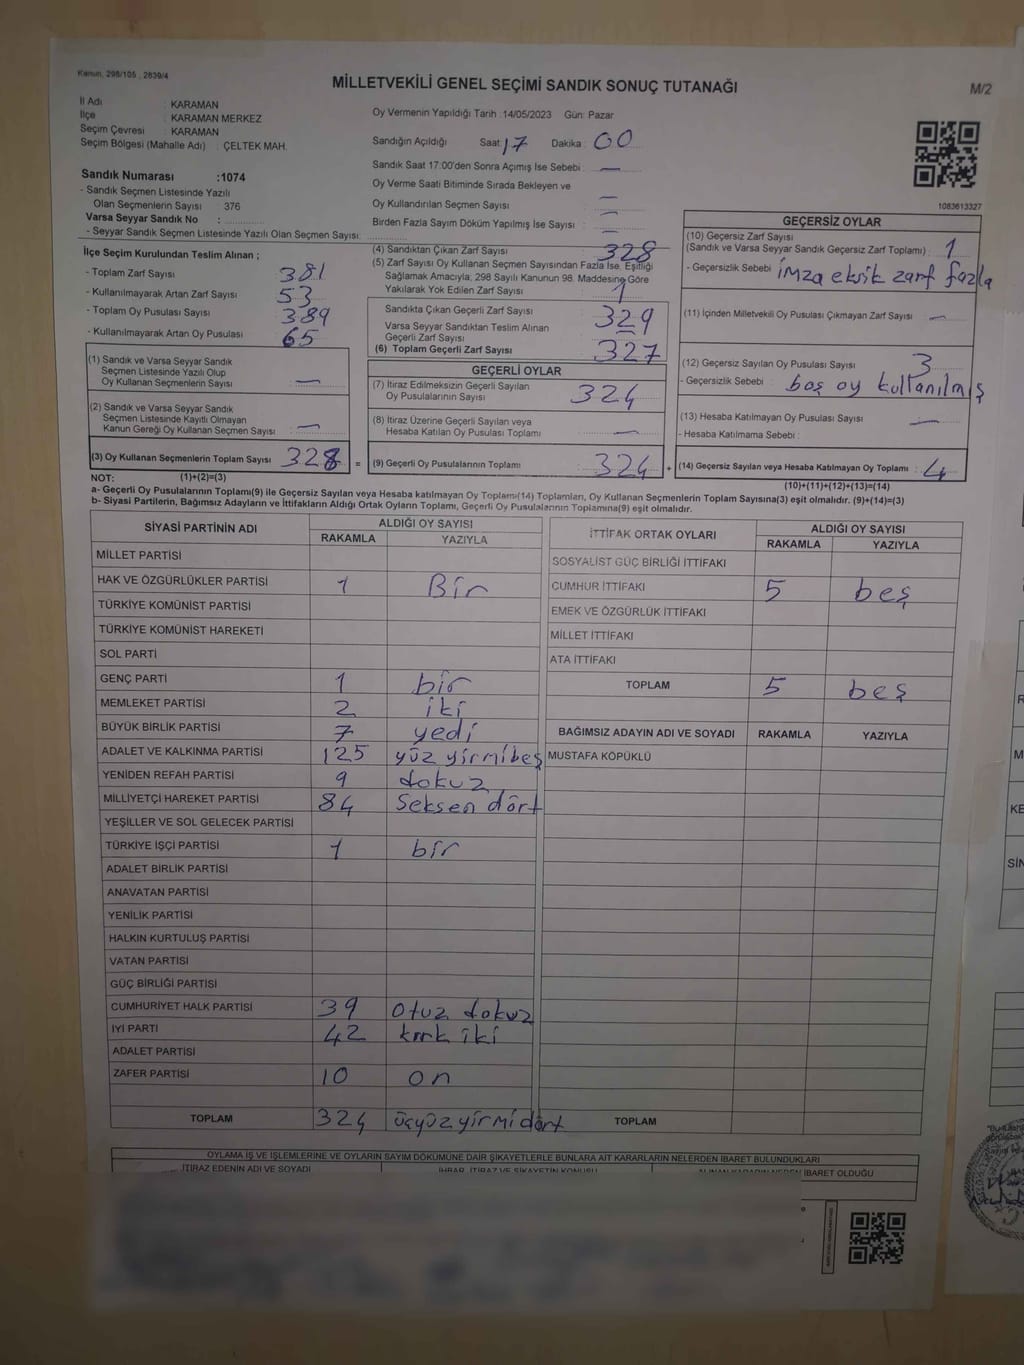 Kanun, 298/105 , 2839/4
MİLLETVEKİLİ GENEL SEÇİMİ SANDIK SONUÇ TUTANAĞI
M/2
İl Adı : KARAMAN
İlçe : KARAMAN MERKEZ
Seçim Çevresi : KARAMAN
Seçim Bölgesi (Mahalle Adı) : ÇELTEK MAH.
Sandık Numarası :1074
- Sandık Seçmen Listesinde Yazılı
Olan Seçmenlerin Sayısı : 376
Varsa Seyyar Sandık No :
- Seyyar Sandık Seçmen Listesinde Yazılı Olan Seçmen Sayısı:
Oy Vermenin Yapıldığı Tarih :14/05/2023 Gün: Pazar
Sandığın Açıldığı Saat: 17 Dakika: 00
Sandık Saat 17:00'den Sonra Açımış İse Sebebi : —
Oy Verme Saati Bitiminde Sırada Bekleyen ve
Oy Kullandırılan Seçmen Sayısı : —
Birden Fazla Sayım Döküm Yapılmış İse Sayısı : —
1083613327
İlçe Seçim Kurulundan Teslim Alınan ;
- Toplam Zarf Sayısı : 381
- Kullanılmayarak Artan Zarf Sayısı : 53
- Toplam Oy Pusulası Sayısı : 389
- Kullanılmayarak Artan Oy Pusulası : 65
(1) Sandık ve Varsa Seyyar Sandık
Seçmen Listesinde Yazılı Olup
Oy Kullanan Seçmenlerin Sayısı : —
(2) Sandık ve Varsa Seyyar Sandık
Seçmen Listesinde Kayıtlı Olmayan
Kanun Gereği Oy Kullanan Seçmen Sayısı : —
(3) Oy Kullanan Seçmenlerin Toplam Sayısı : 328 =
(4) Sandıktan Çıkan Zarf Sayısı : 328
(5) Zarf Sayısı Oy Kullanan Seçmen Sayısından Fazla İse, Eşitliği
Sağlamak Amacıyla; 298 Sayılı Kanunun 98. Maddesine Göre
Yakılarak Yok Edilen Zarf Sayısı : 1
Sandıkta Çıkan Geçerli Zarf Sayısı : 329
Varsa Seyyar Sandıktan Teslim Alınan
Geçerli Zarf Sayısı : —
(6) Toplam Geçerli Zarf Sayısı : 327
GEÇERLİ OYLAR
(7) İtiraz Edilmeksizin Geçerli Sayılan
Oy Pusulalarının Sayısı : 324
(8) İtiraz Üzerine Geçerli Sayılan veya
Hesaba Katılan Oy Pusulası Toplamı : —
(9) Geçerli Oy Pusulalarının Toplamı : 324 +
GEÇERSİZ OYLAR
(10) Geçersiz Zarf Sayısı
(Sandık ve Varsa Seyyar Sandık Geçersiz Zarf Toplamı) : 1
- Geçersizlik Sebebi : imza eksik zarf fazla
(11) İçinden Milletvekili Oy Pusulası Çıkmayan Zarf Sayısı : —
(12) Geçersiz Sayılan Oy Pusulası Sayısı : 3
- Geçersizlik Sebebi : boş oy kullanılmış
(13) Hesaba Katılmayan Oy Pusulası Sayısı : —
- Hesaba Katılmama Sebebi :
(14) Geçersiz Sayılan veya Hesaba Katılmayan Oy Toplamı : 4
NOT: (1)+(2)=(3)
(10)+(11)+(12)+(13)=(14)
a- Geçerli Oy Pusulalarının Toplamı(9) ile Geçersiz Sayılan veya Hesaba katılmayan Oy Toplamı(14) Toplamları, Oy Kullanan Seçmenlerin Toplam Sayısına(3) eşit olmalıdır. (9)+(14)=(3)
b- Siyasi Partilerin, Bağımsız Adayların ve İttifakların Aldığı Ortak Oyların Toplamı, Geçerli Oy Pusulalarının Toplamına(9) eşit olmalıdır.
SİYASİ PARTİNİN ADI ALDIĞI OY SAYISI
RAKAMLA YAZIYLA
MİLLET PARTİSİ
HAK VE ÖZGÜRLÜKLER PARTİSİ 1 Bir
TÜRKİYE KOMÜNİST PARTİSİ
TÜRKİYE KOMÜNİST HAREKETİ
SOL PARTİ
GENÇ PARTİ 1 bir
MEMLEKET PARTİSİ 2 iki
BÜYÜK BİRLİK PARTİSİ 7 yedi
ADALET VE KALKINMA PARTİSİ 125 yüz yirmibeş
YENİDEN REFAH PARTİSİ 9 dokuz
MİLLİYETÇİ HAREKET PARTİSİ 84 seksen dört
YEŞİLLER VE SOL GELECEK PARTİSİ
TÜRKİYE İŞÇİ PARTİSİ 1 bir
ADALET BİRLİK PARTİSİ
ANAVATAN PARTİSİ
YENİLİK PARTİSİ
HALKIN KURTULUŞ PARTİSİ
VATAN PARTİSİ
GÜÇ BİRLİĞİ PARTİSİ
CUMHURİYET HALK PARTİSİ 39 otuz dokuz
İYİ PARTİ 42 kırk iki
ADALET PARTİSİ
ZAFER PARTİSİ 10 on
TOPLAM 324 üçyüzyirmidört
İTTİFAK ORTAK OYLARI ALDIĞI OY SAYISI
RAKAMLA YAZIYLA
SOSYALİST GÜÇ BİRLİĞİ İTTİFAKI
CUMHUR İTTİFAKI 5 beş
EMEK VE ÖZGÜRLÜK İTTİFAKI
MİLLET İTTİFAKI
ATA İTTİFAKI
TOPLAM 5 beş
BAĞIMSIZ ADAYIN ADI VE SOYADI RAKAMLA YAZIYLA
MUSTAFA KÖPÜKLÜ
TOPLAM
OYLAMA İŞ VE İŞLEMLERİNE VE OYLARIN SAYIM DÖKÜMÜNE DAİR ŞİKAYETLERLE BUNLARA AİT KARARLARIN NELERDEN İBARET BULUNDUKLARI
İTİRAZ EDENİN ADI VE SOYADI İHBAR, İTİRAZ VE ŞİKAYETİN KONUSU ALINAN KARARIN NEDEN İBARET OLDUĞU